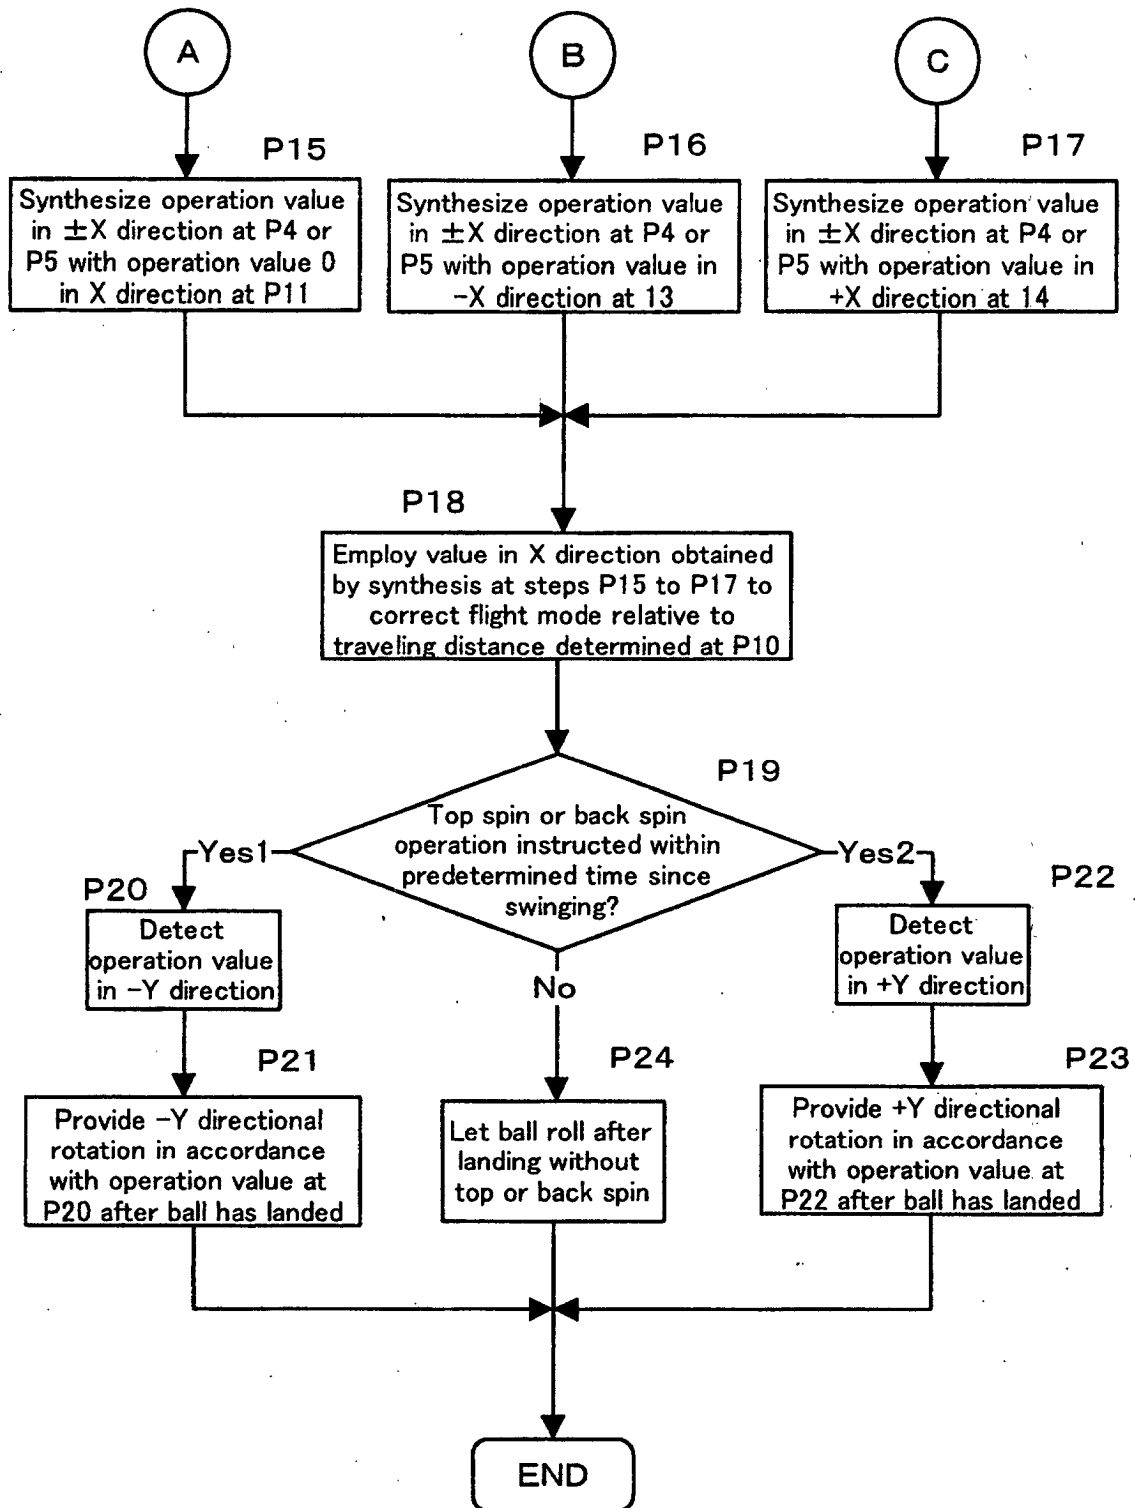 A
B
C
P15
P16
P17
Synthesize operation value
in ±X direction at P4 or
P5 with operation value 0
in X direction at P11
Synthesize operation value
in ±X direction at P4 or
P5 with operation value in
-X direction at 13
Synthesize operation value
in ±X direction at P4 or
P5 with operation value in
+X direction at 14
P18
Employ value in X direction obtained
by synthesis at steps P15 to P17 to
correct flight mode relative to
traveling distance determined at P10
P19
Top spin or back spin
operation instructed within
predetermined time since
swinging?
Yes1
Yes2
No
P20
Detect
operation value
in -Y direction
P22
Detect
operation value
in +Y direction
P21
Provide -Y directional
rotation in accordance
with operation value at
P20 after ball has landed
P24
Let ball roll after
landing without
top or back spin
P23
Provide +Y directional
rotation in accordance
with operation value at
P22 after ball has landed
END